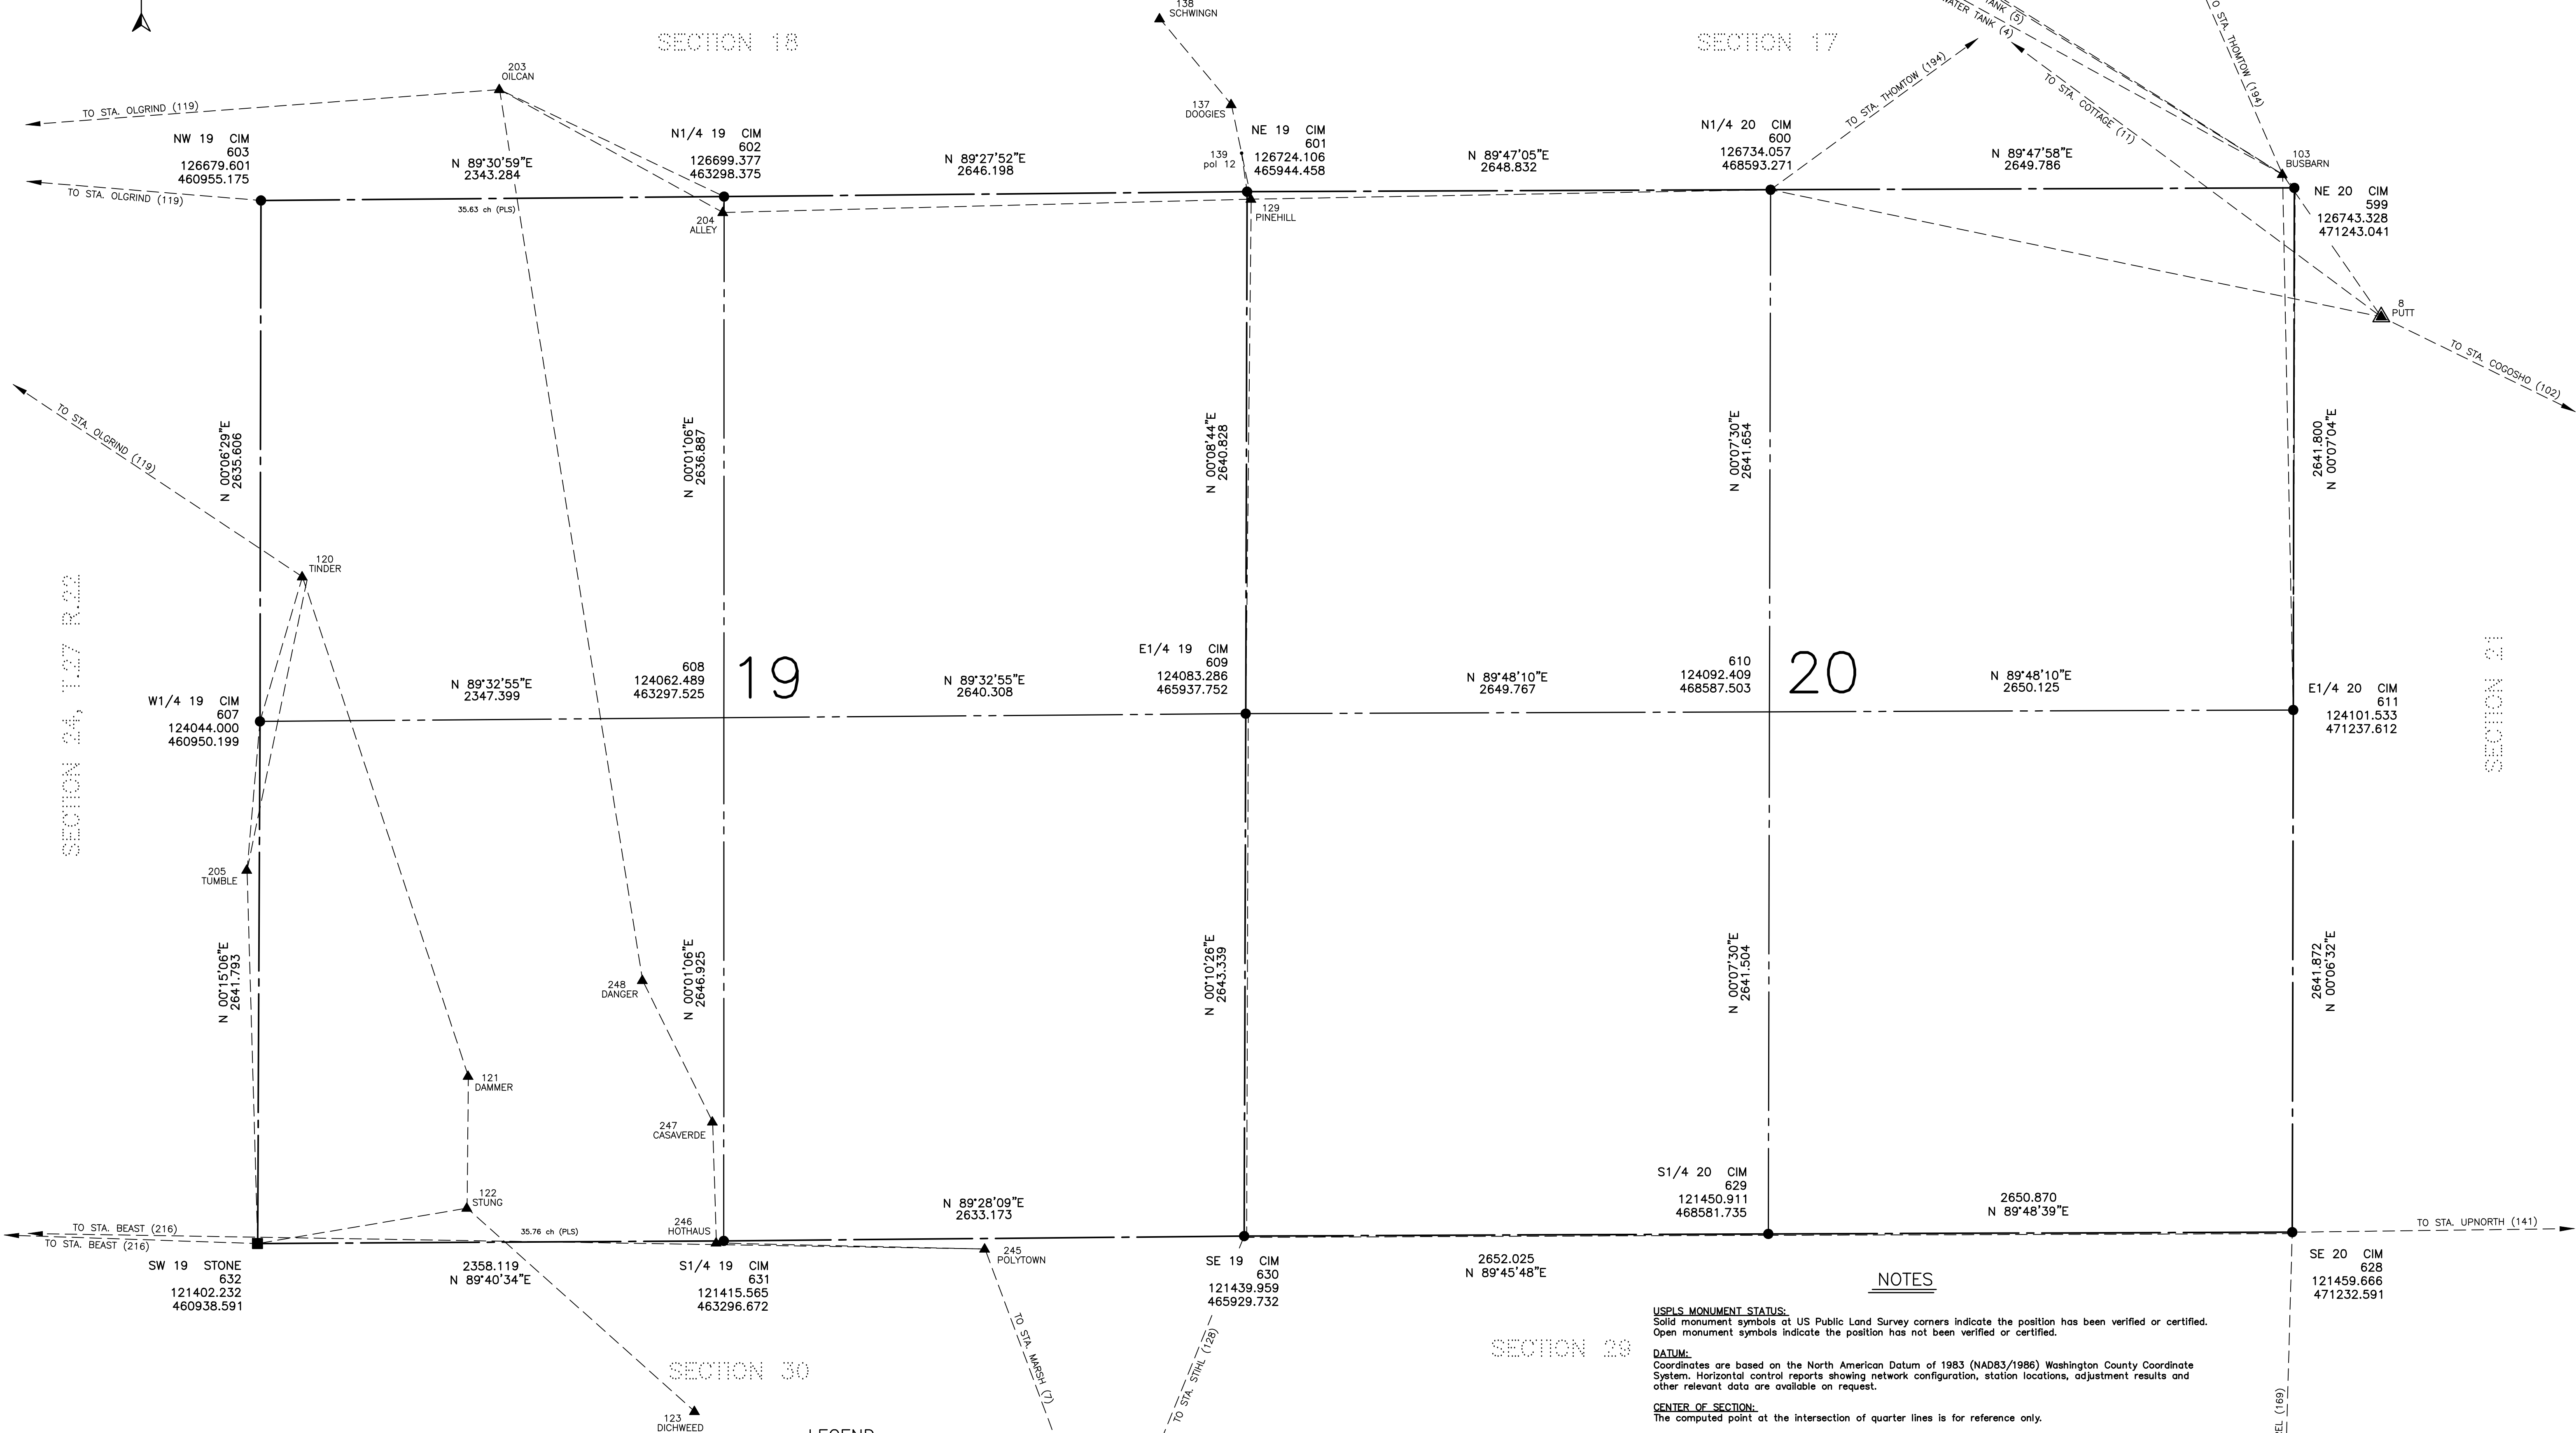 138
SCHWINGN
SECTION 18
SECTION 17
TANK (5)
WATER TANK (4)
TO STA. THOMTOW (194)
203
OILCAN
TO STA. OLGRIND (119)
137
DOOGIES
TO STA. THOMTOW (194)
TO STA. COTTAGE (11)
NW 19 CIM
603
126679.601
460955.175
N 89°30'59"E
2343.284
N1/4 19 CIM
602
126699.377
463298.375
N 89°27'52"E
2646.198
139
pol 12
NE 19 CIM
601
126724.106
465944.458
N 89°47'05"E
2648.832
N1/4 20 CIM
600
126734.057
468593.271
N 89°47'58"E
2649.786
103
BUSBARN
NE 20 CIM
599
126743.328
471243.041
TO STA. OLGRIND (119)
35.63 ch (PLS)
204
ALLEY
129
PINEHILL
8
PUTT
TO STA. COGOSHO (102)
TO STA. OLGRIND (119)
N 00°06'29"E
2635.606
N 00°01'06"E
2636.887
N 00°08'44"E
2640.828
N 00°07'30"E
2641.654
2641.800
N 00°07'04"E
120
TINDER
SECTION 24, T.27 R.22
SECTION 21
W1/4 19 CIM
607
124044.000
460950.199
N 89°32'55"E
2347.399
608
124062.489
463297.525
19
N 89°32'55"E
2640.308
E1/4 19 CIM
609
124083.286
465937.752
N 89°48'10"E
2649.767
610
124092.409
468587.503
20
N 89°48'10"E
2650.125
E1/4 20 CIM
611
124101.533
471237.612
205
TUMBLE
N 00°15'06"E
2641.793
248
DANGER
N 00°01'06"E
2646.925
N 00°10'26"E
2643.339
N 00°07'30"E
2641.504
2641.872
N 00°06'32"E
121
DAMMER
247
CASAVERDE
122
STUNG
TO STA. BEAST (216)
TO STA. BEAST (216)
35.76 ch (PLS)
246
HOTHAUS
N 89°28'09"E
2633.173
245
POLYTOWN
S1/4 20 CIM
629
121450.911
468581.735
2650.870
N 89°48'39"E
TO STA. UPNORTH (141)
SW 19 STONE
632
121402.232
460938.591
2358.119
N 89°40'34"E
S1/4 19 CIM
631
121415.565
463296.672
SE 19 CIM
630
121439.959
465929.732
2652.025
N 89°45'48"E
SE 20 CIM
628
121459.666
471232.591
TO STA. MARSH (7)
TO STA. STIHL (128)
SECTION 30
SECTION 29
123
DICHWEED
LEGEND
NOTES
USPLS MONUMENT STATUS:
Solid monument symbols at US Public Land Survey corners indicate the position has been verified or certified.
Open monument symbols indicate the position has not been verified or certified.
DATUM:
Coordinates are based on the North American Datum of 1983 (NAD83/1986) Washington County Coordinate
System. Horizontal control reports showing network configuration, station locations, adjustment results and
other relevant data are available on request.
CENTER OF SECTION:
The computed point at the intersection of quarter lines is for reference only.
(169)